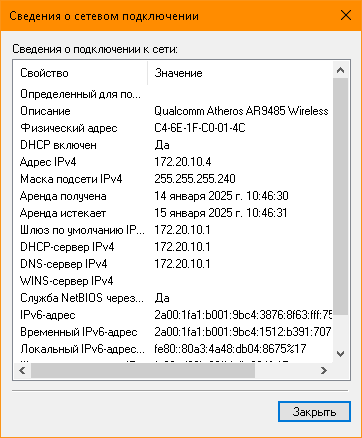 Сведения о сетевом подключении
Сведения о подключении к сети:
Свойство Значение
Определенный для по...
Описание Qualcomm Atheros AR9485 Wireless
Физический адрес C4-6E-1F-C0-01-4C
DHCP включен Да
Адрес IPv4 172.20.10.4
Маска подсети IPv4 255.255.255.240
Аренда получена 14 января 2025 г. 10:46:30
Аренда истекает 15 января 2025 г. 10:46:31
Шлюз по умолчанию IP... 172.20.10.1
DHCP-сервер IPv4 172.20.10.1
DNS-сервер IPv4 172.20.10.1
WINS-сервер IPv4
Служба NetBIOS через... Да
IPv6-адрес 2a00:1fa1:b001:9bc4:3876:8f63:fff:75
Временный IPv6-адрес 2a00:1fa1:b001:9bc4:1512:b391:707
Локальный IPv6-адрес... fe80::80a3:4a48:db04:8675%17
Закрыть